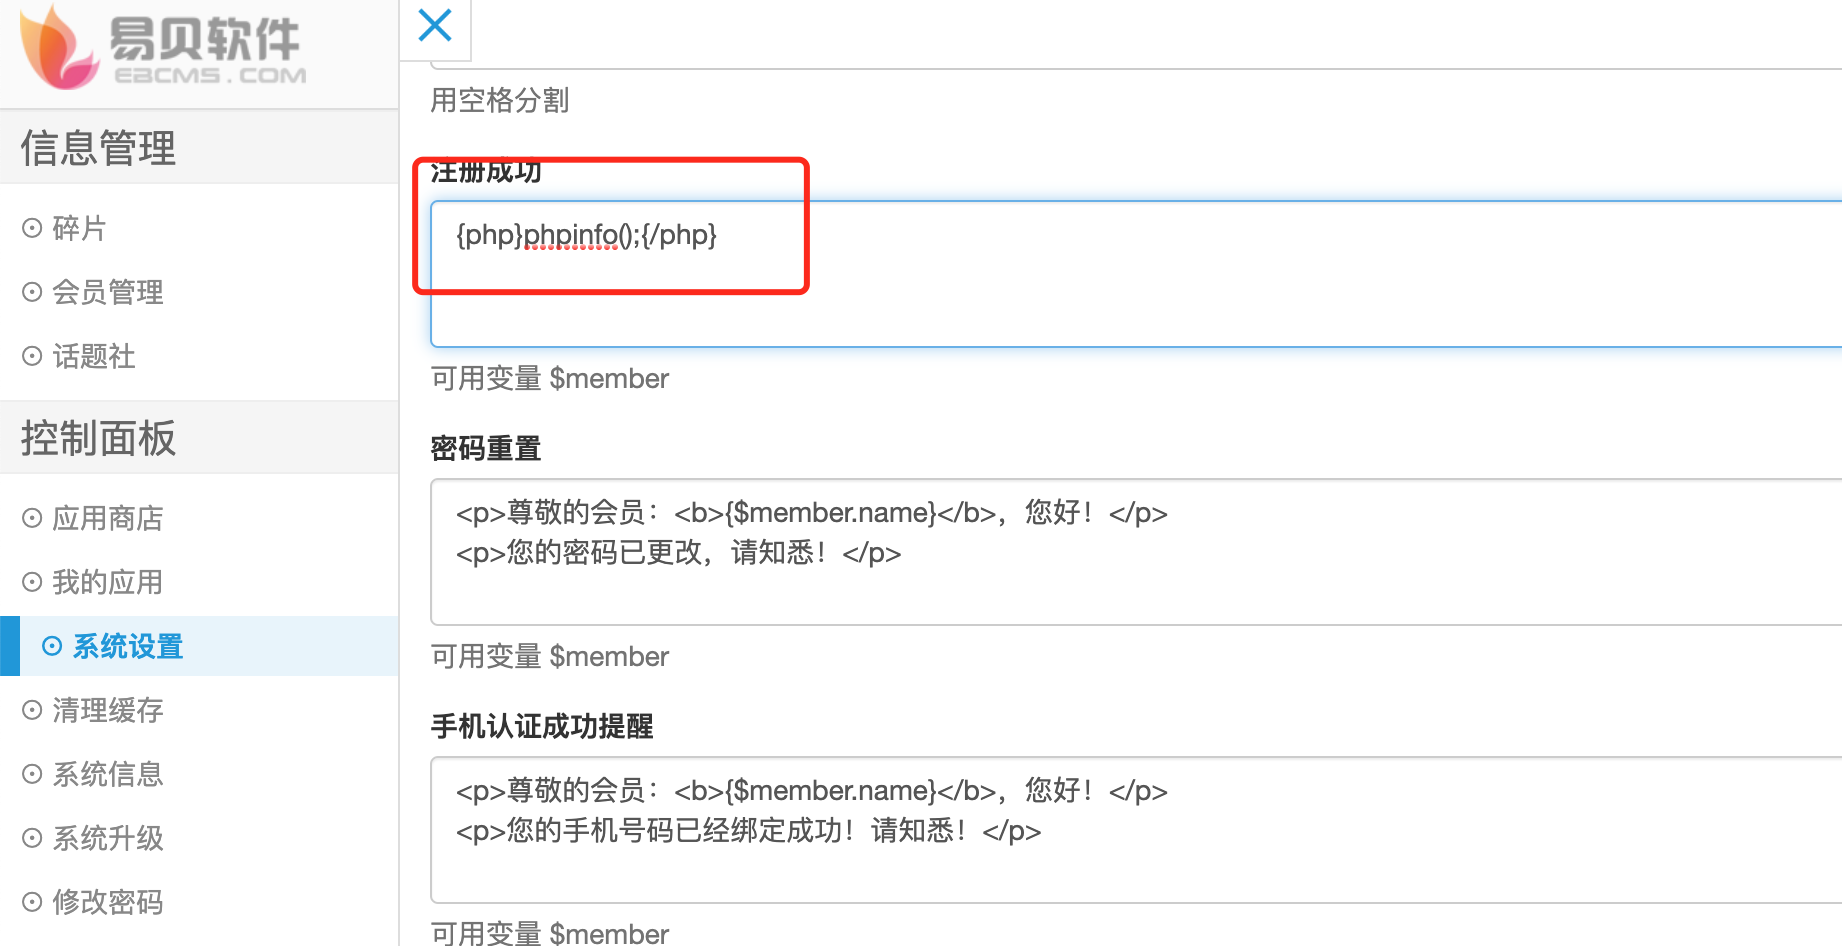 易贝软件
EBCMS.COM
信息管理
碎片
会员管理
话题社
控制面板
应用商店
我的应用
系统设置
清理缓存
系统信息
系统升级
修改密码
用空格分割
注册成功
{php}phpinfo();{/php}
可用变量 $member
密码重置
<p>尊敬的会员：<b>{$member.name}</b>，您好！</p>
<p>您的密码已更改，请知悉！</p>
可用变量 $member
手机认证成功提醒
<p>尊敬的会员：<b>{$member.name}</b>，您好！</p>
<p>您的手机号码已经绑定成功！请知悉！</p>
可用变量 $member